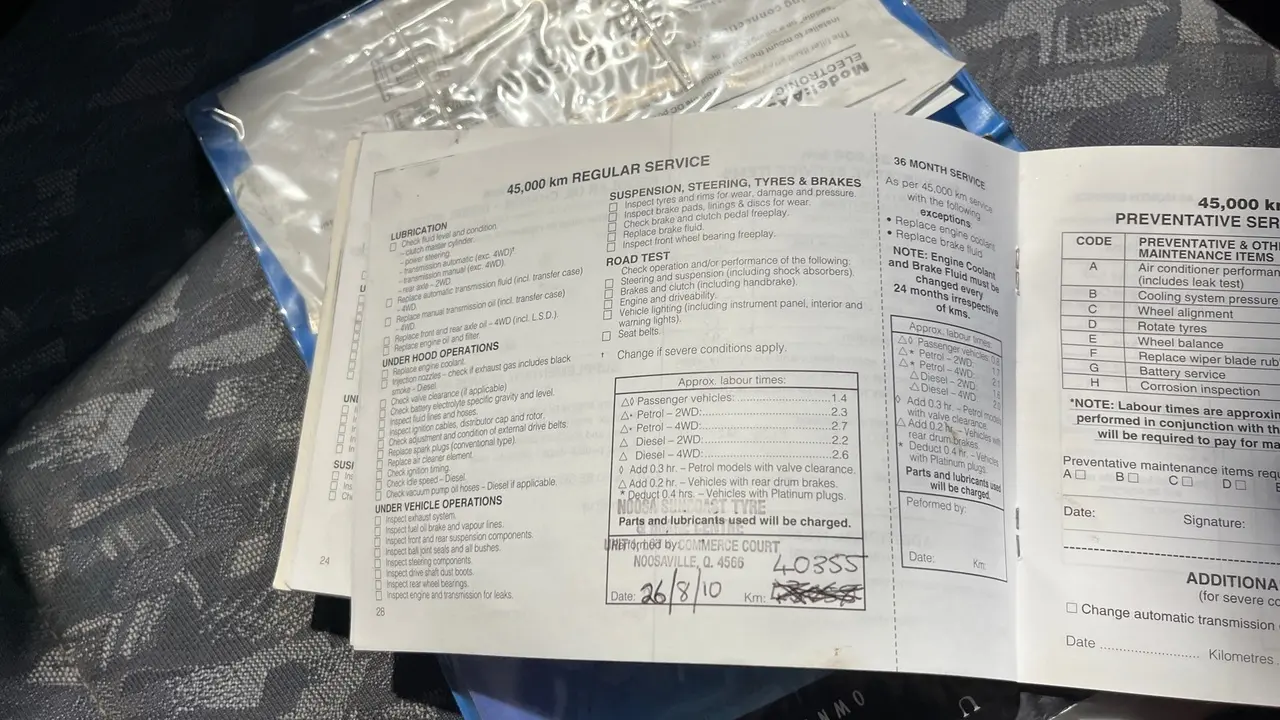 Model:
ELECTRONIC
The filter
installer to mount the
45,000 km REGULAR SERVICE
LUBRICATION
Check fluid level and condition
– clutch master cylinder.
– power steering.
– transmission automatic (exc. 4WD)†
– transmission manual (exc. 4WD).
– rear axle – 2WD.
Replace automatic transmission fluid (incl. transfer case)
– 4WD.
Replace manual transmission oil (incl. transfer case)
– 4WD.
Replace front and rear axle oil – 4WD (incl. L.S.D.).
Replace engine oil and filter.
UNDER HOOD OPERATIONS
Replace engine coolant.
Injection nozzles – check if exhaust gas includes black
smoke - Diesel.
Check valve clearance (if applicable)
Check battery electrolyte specific gravity and level.
Inspect fluid lines and hoses.
Inspect ignition cables, distributor cap and rotor.
Check adjustment and condition of external drive belts.
Replace spark plugs (conventional type).
Replace air cleaner element.
Check ignition timing.
Check idle speed – Diesel.
Check vacuum pump oil hoses – Diesel if applicable.
UNDER VEHICLE OPERATIONS
Inspect exhaust system.
Inspect fuel oil brake and vapour lines.
Inspect front and rear suspension components.
Inspect ball joint seals and all bushes.
Inspect steering components.
Inspect drive shaft dust boots.
Inspect rear wheel bearings.
Inspect engine and transmission for leaks.
28
24
SUSPENSION, STEERING, TYRES & BRAKES
Inspect tyres and rims for wear, damage and pressure.
Inspect brake pads, linings & discs for wear.
Check brake and clutch pedal freeplay.
Replace brake fluid.
Inspect front wheel bearing freeplay.
ROAD TEST
Check operation and/or performance of the following:
Steering and suspension (including shock absorbers).
Brakes and clutch (including handbrake).
Engine and driveability.
Vehicle lighting (including instrument panel, interior and
warning lights).
Seat belts
† Change if severe conditions apply,
Approx. labour times:
△◊ Passenger vehicles: 1.4
△* Petrol – 2WD: 2.3
△* Petrol – 4WD: 2.7
△ Diesel – 2WD: 2.2
△ Diesel – 4WD: 2.6
◊ Add 0.3 hr. – Petrol models with valve clearance.
△ Add 0.2 hr. – Vehicles with rear drum brakes.
* Deduct 0.4 hrs. – Vehicles with Platinum plugs.
NOOSA SUNCOAST TYRE
Parts and lubricants used will be charged.
COMMERCE COURT
NOOSAVILLE, Q. 4566
40355
Date: 26/8/10 Km:
36 MONTH SERVICE
As per 45,000 km service
with the following
exceptions
• Replace engine coolant
• Replace brake fluid
NOTE: Engine Coolant
and Brake Fluid must be
changed every
24 months irrespective
of kms.
Approx. labour times:
△◊ Passenger vehicles
△* Petrol – 2WD:
△* Petrol – 4WD:
△ Diesel – 2WD:
△ Diesel – 4WD:
◊ Add 0.3 hr. – Petrol models
with valve clearance.
△ Add 0.2 hr. – Vehicles with
rear drum brakes.
* Deduct 0.4 hr. – Vehicles
with Platinum plugs.
Parts and lubricants used
will be charged.
Peformed by:
Date: Km:
45,000 k
PREVENTATIVE SER
CODE PREVENTATIVE & OTH
MAINTENANCE ITEMS
A Air conditioner performan
(includes leak test)
B Cooling system pressure
C Wheel alignment
D Rotate tyres
E Wheel balance
F Replace wiper blade rub
G Battery service
H Corrosion inspection
*NOTE: Labour times are approxi
performed in conjunction with th
will be required to pay for ma
Preventative maintenance items requ
A B C D E
Date: Signature:
ADDITIONA
(for severe co
Change automatic transmission
Date Kilometres
OWN